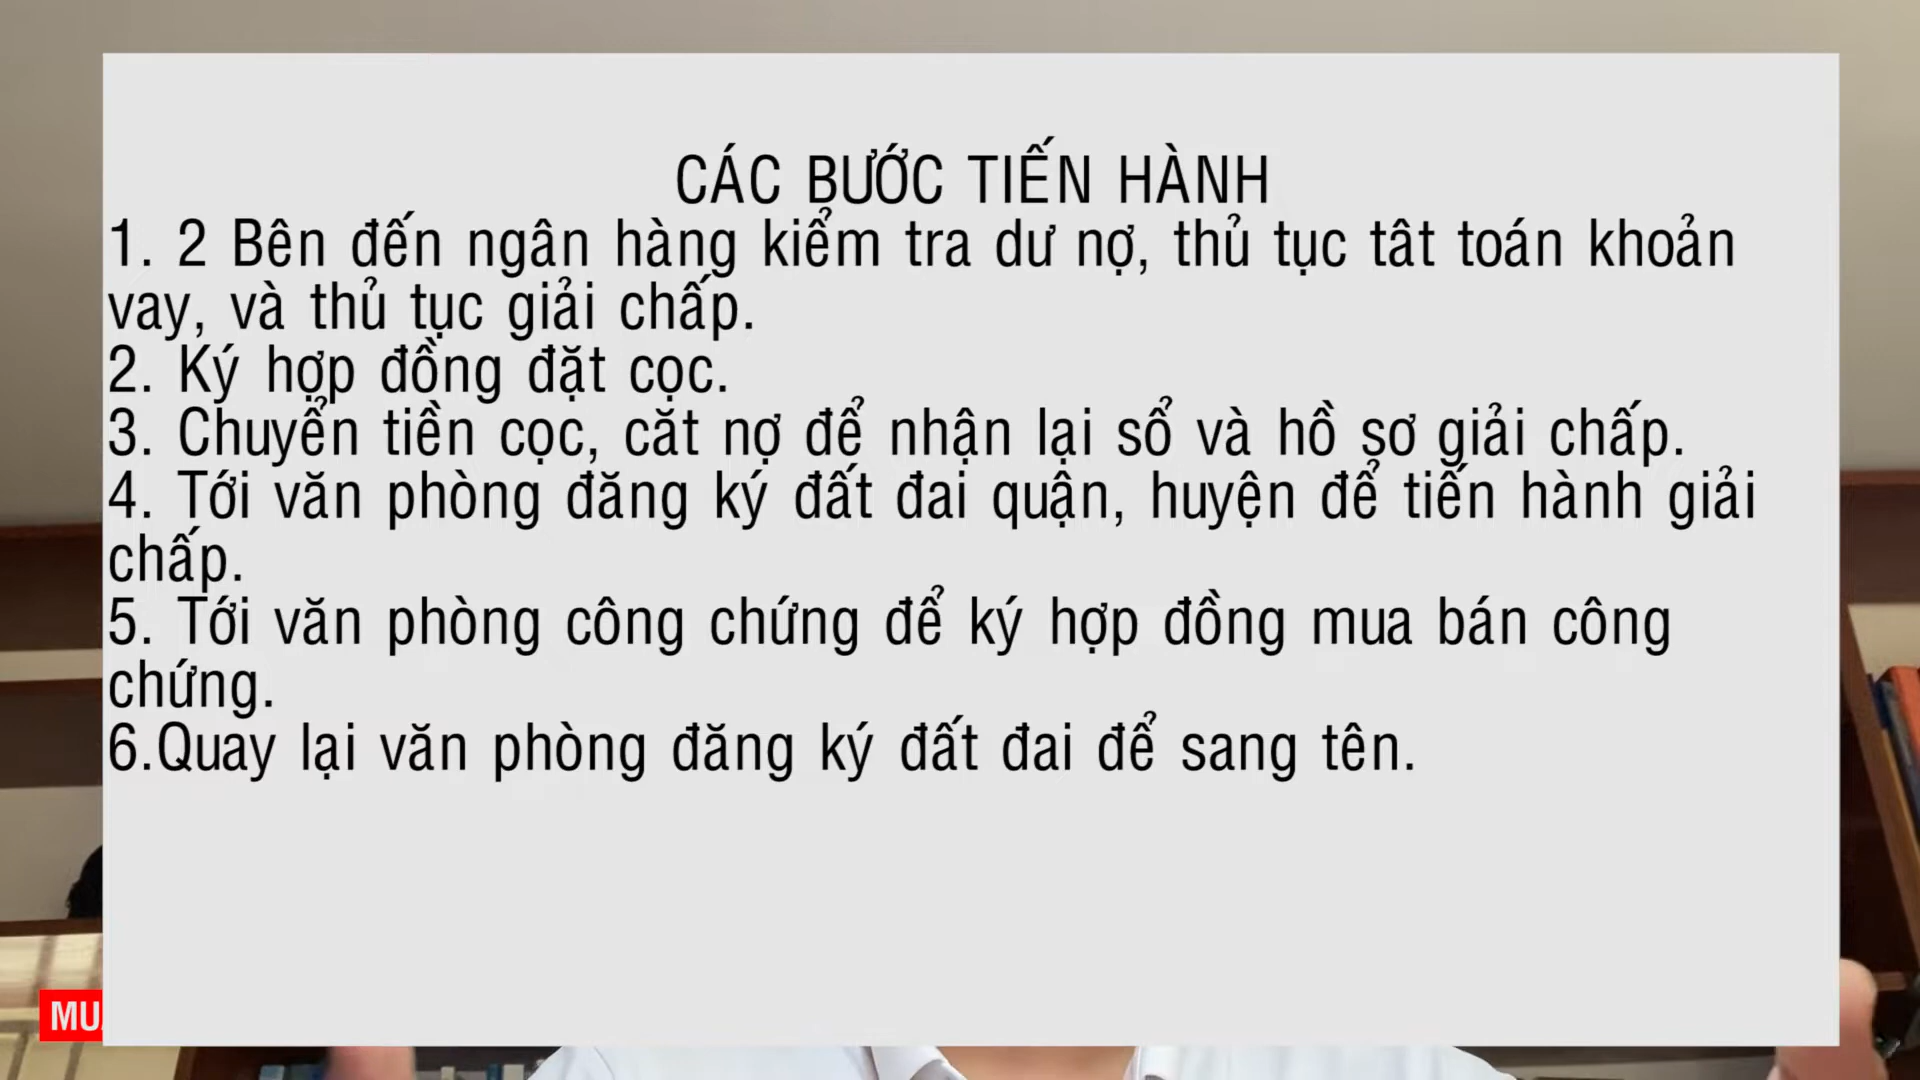 CÁC BƯỚC TIẾN HÀNH
1. 2 Bên đến ngân hàng kiểm tra dư nợ, thủ tục tât toán khoản
vay, và thủ tục giải chấp.
2. Ký hợp đồng đặt cọc.
3. Chuyển tiền cọc, căt nợ để nhận lại sổ và hồ sơ giải chấp.
4. Tới văn phòng đăng ký đất đai quận, huyện để tiến hành giải
chấp.
5. Tới văn phòng công chứng để ký hợp đồng mua bán công
chứng.
6.Quay lại văn phòng đăng ký đất đai để sang tên.